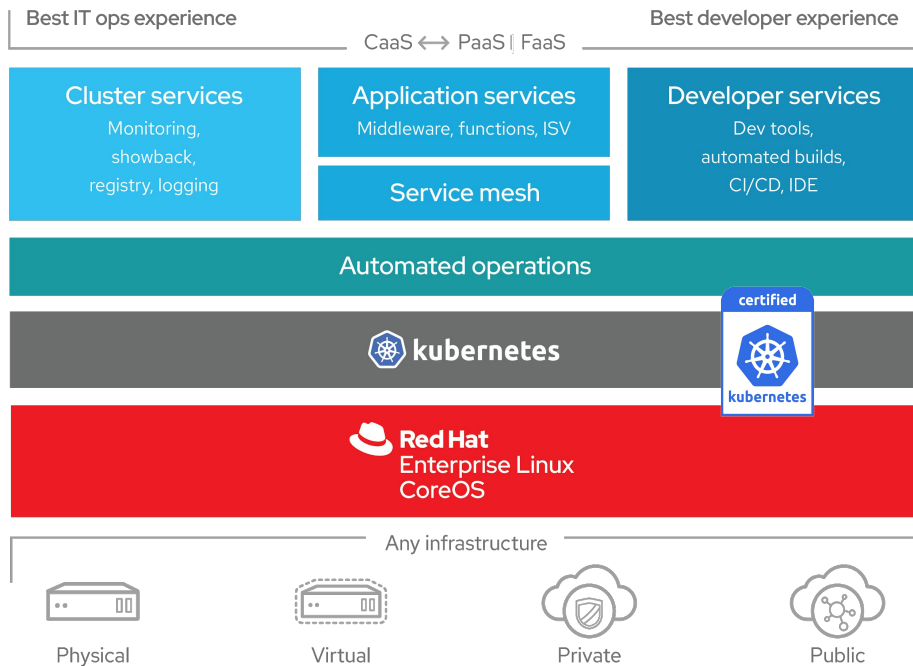 Best IT ops experience
Best developer experience
CaaS ↔ PaaS | FaaS
Cluster services
Monitoring,
showback,
registry, logging
Application services
Middleware, functions, ISV
Service mesh
Developer services
Dev tools,
automated builds,
CI/CD, IDE
Automated operations
certified
kubernetes
kubernetes
Red Hat
Enterprise Linux
CoreOS
Any infrastructure
Physical
Virtual
Private
Public